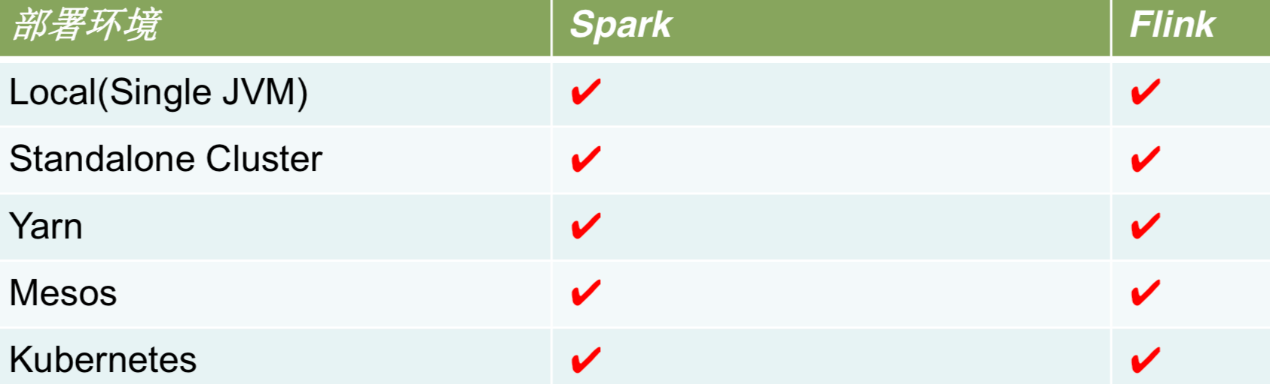 部署环境 Spark Flink
Local(Single JVM) ✔ ✔
Standalone Cluster ✔ ✔
Yarn ✔ ✔
Mesos ✔ ✔
Kubernetes ✔ ✔